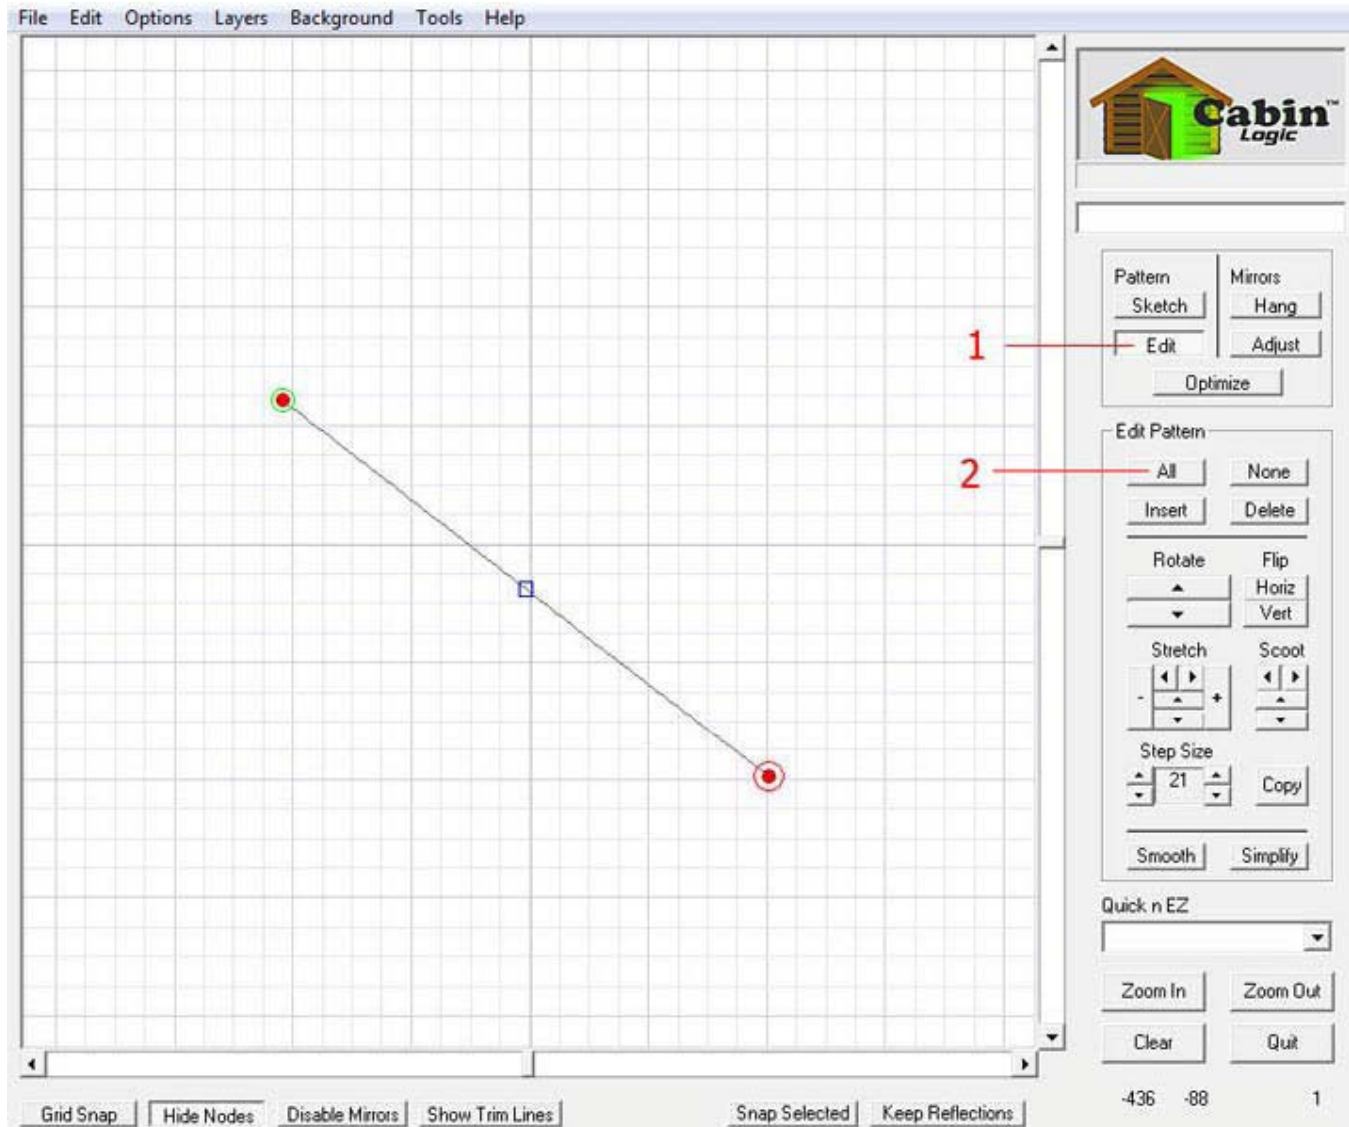 File Edit Options Layers Background Tools Help
Cabin™
Logic
Pattern Mirrors
Sketch Hang
1 Edit Adjust
Optimize
Edit Pattern
2 All None
Insert Delete
Rotate Flip
Horiz
Vert
Stretch Scoot
- +
Step Size
21 Copy
Smooth Simplify
Quick n EZ
Zoom In Zoom Out
Clear Quit
-436 -88 1
Grid Snap Hide Nodes Disable Mirrors Show Trim Lines Snap Selected Keep Reflections